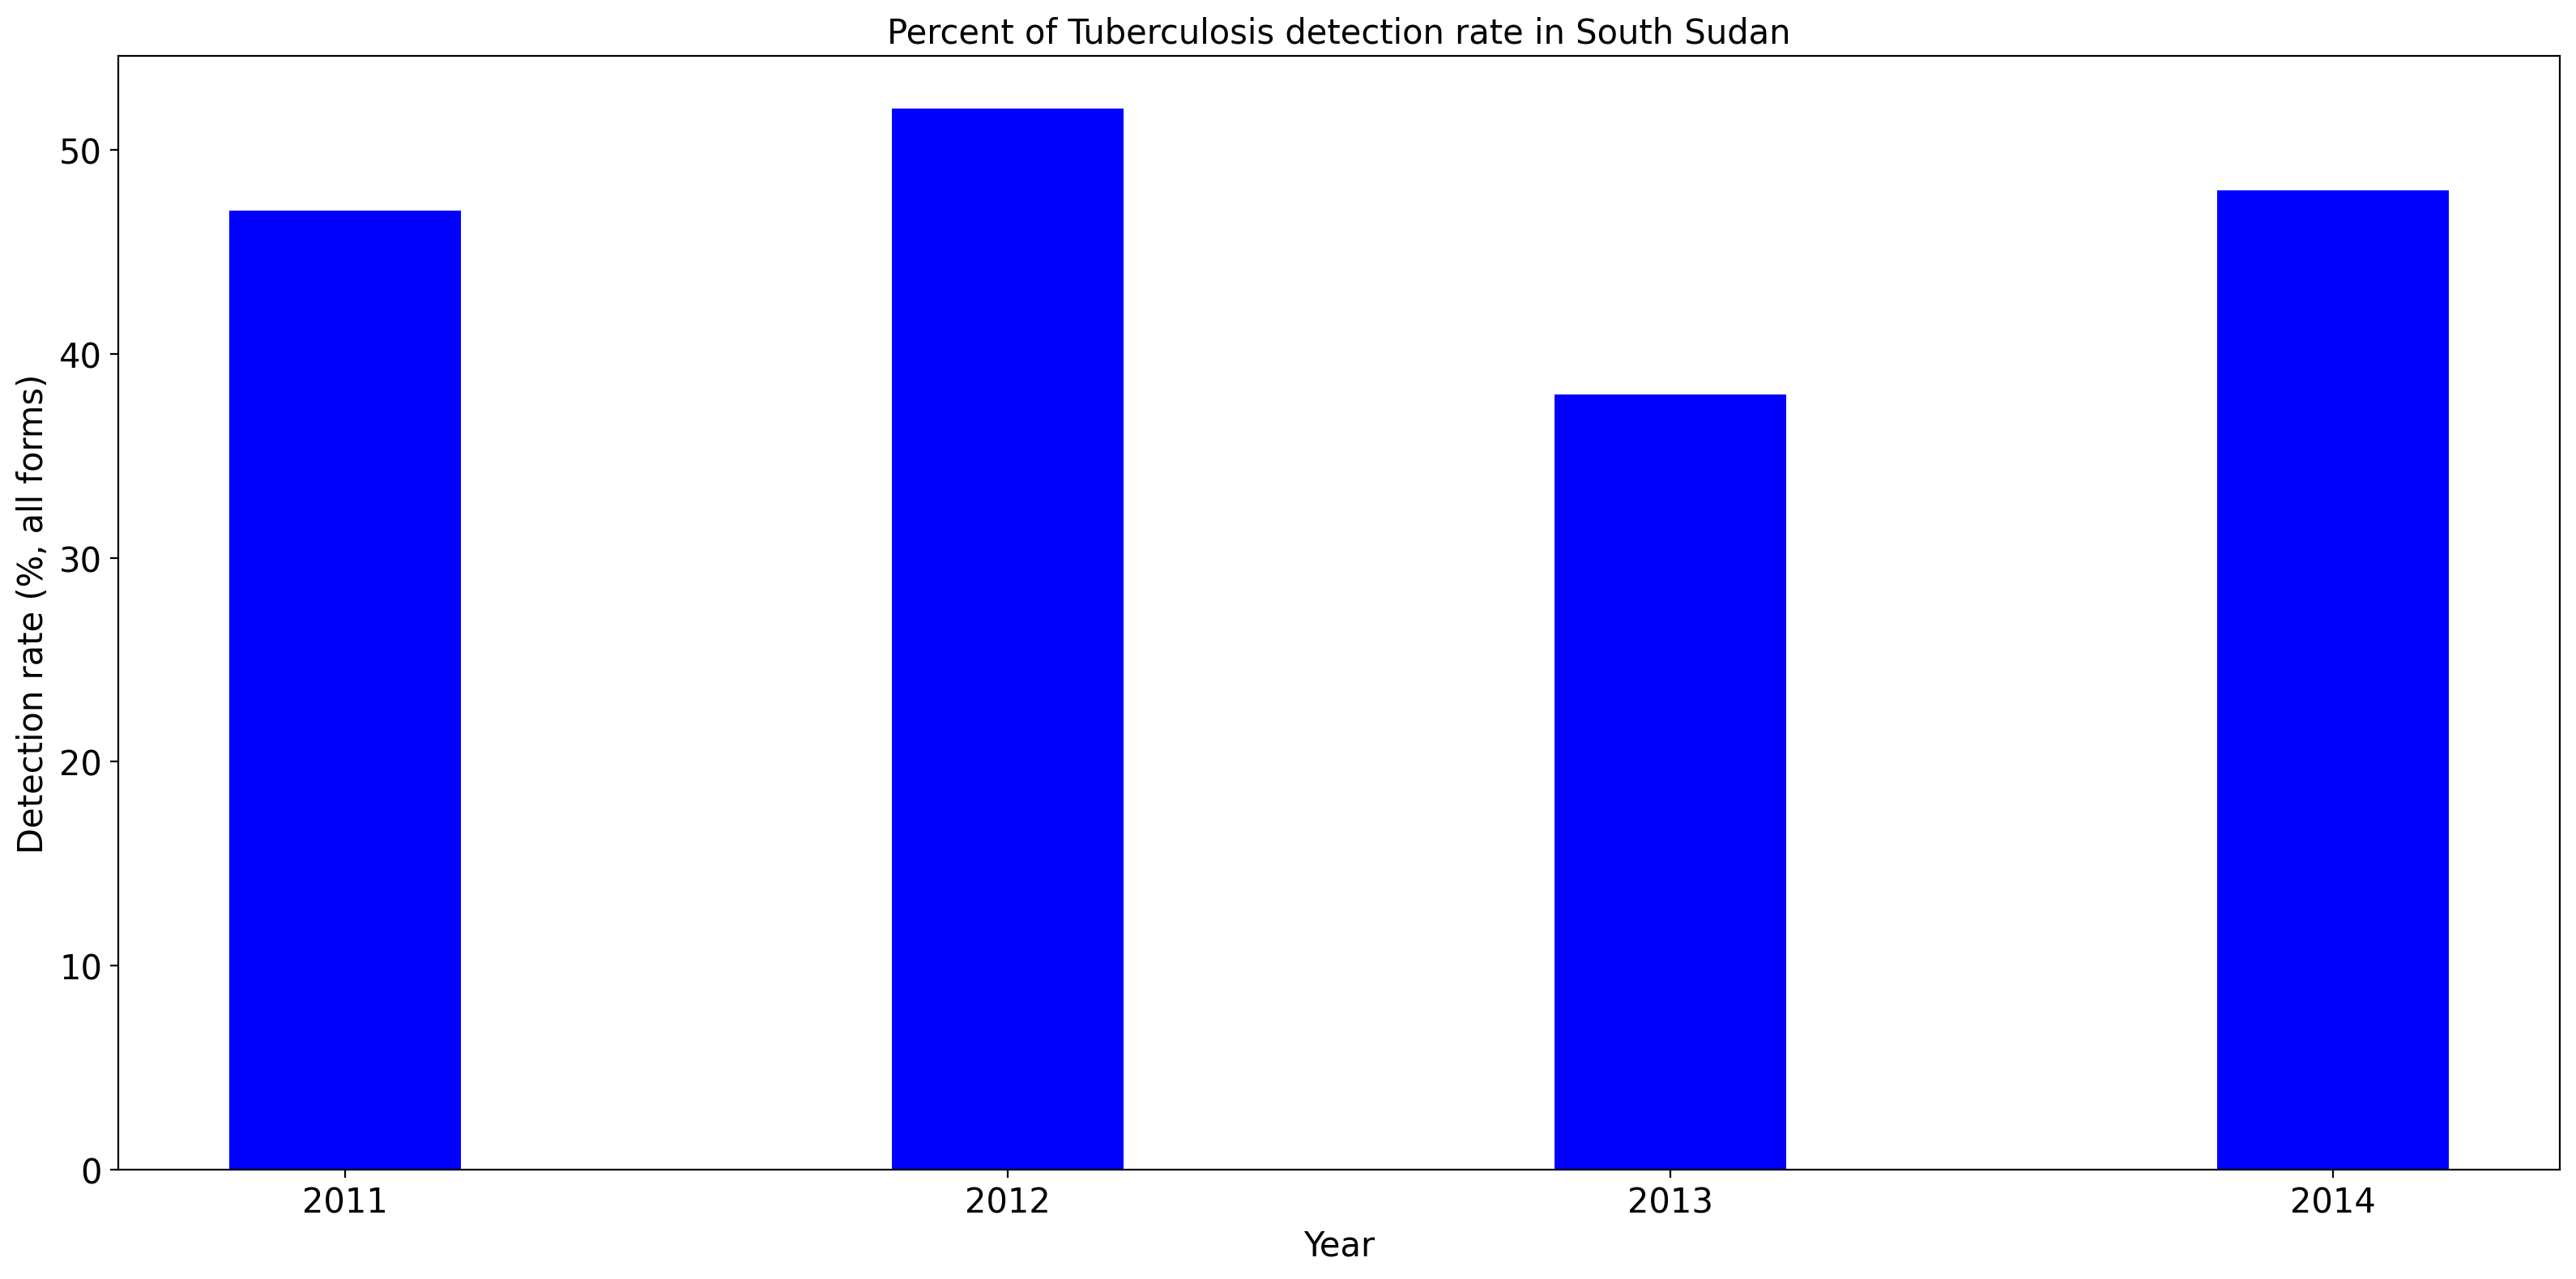 Percent of Tuberculosis detection rate in South Sudan
Detection rate (%, all forms)
50
40
30
20
10
0
2011 2012 2013 2014
Year